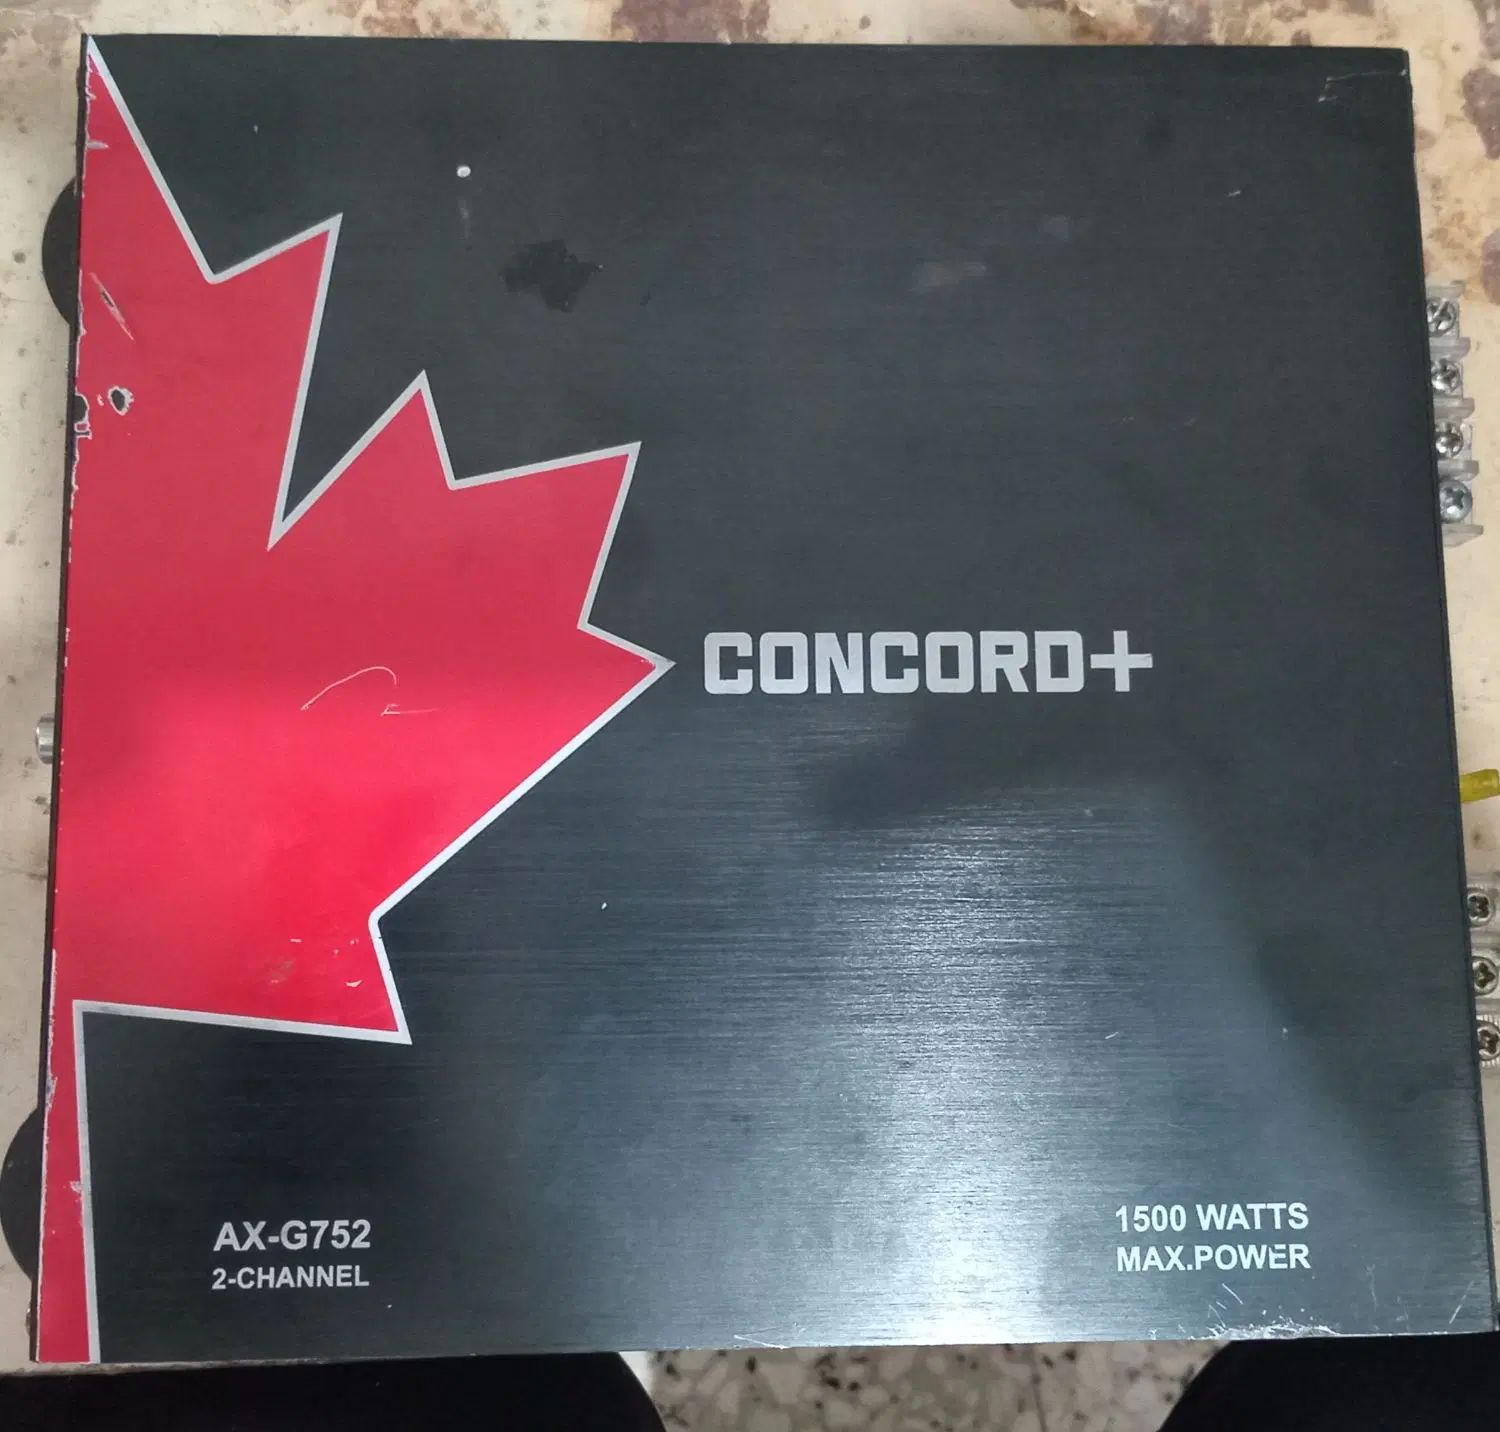 CONCORD+
AX-G752
2-CHANNEL
1500 WATTS
MAX.POWER